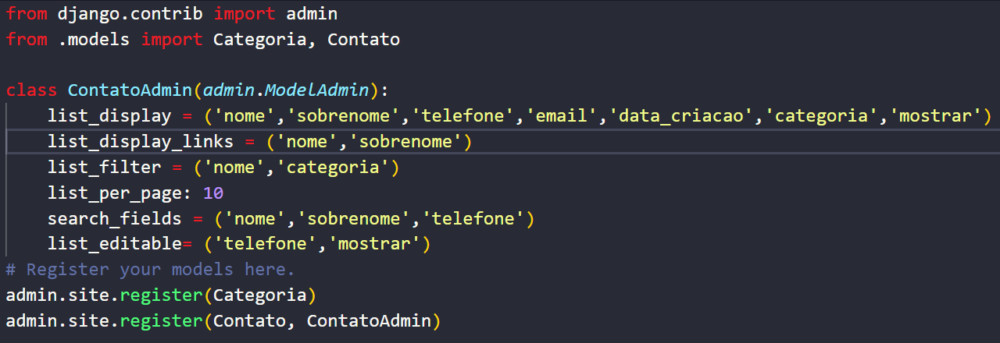 from django.contrib import admin
from .models import Categoria, Contato
class ContatoAdmin(admin.ModelAdmin):
    list_display = ('nome','sobrenome','telefone','email','data_criacao','categoria','mostrar')
    list_display_links = ('nome','sobrenome')
    list_filter = ('nome','categoria')
    list_per_page: 10
    search_fields = ('nome','sobrenome','telefone')
    list_editable= ('telefone','mostrar')
# Register your models here.
admin.site.register(Categoria)
admin.site.register(Contato, ContatoAdmin)